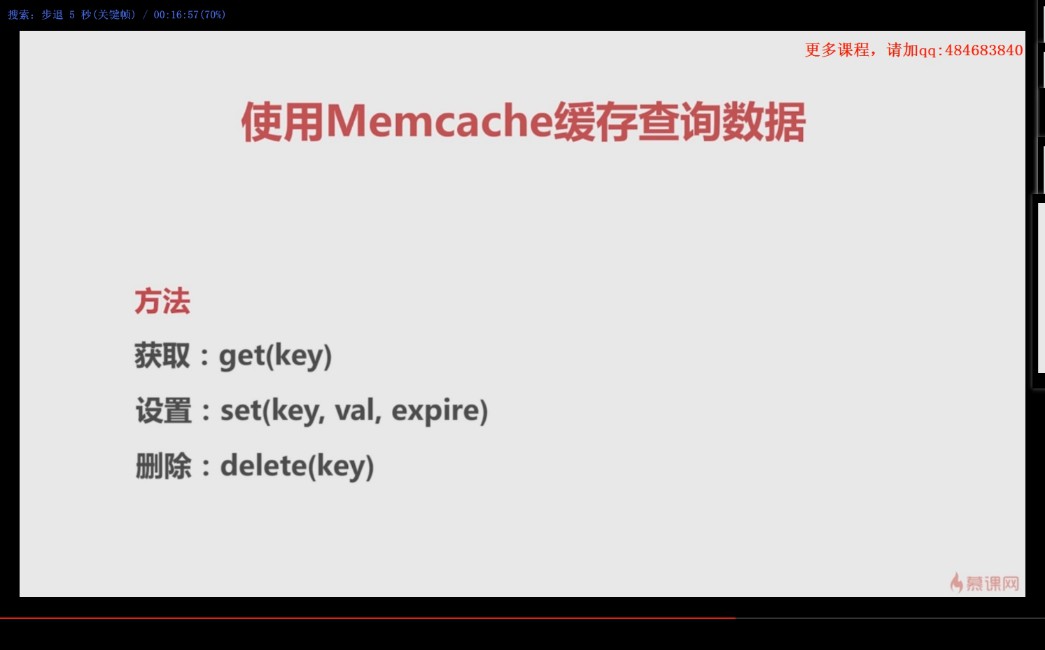 搜索: 步退 5 秒(关键帧) / 00:16:57(70%)
更多课程，请加qq:484683840
使用Memcache缓存查询数据
方法
获取：get(key)
设置：set(key, val, expire)
删除：delete(key)
慕课网